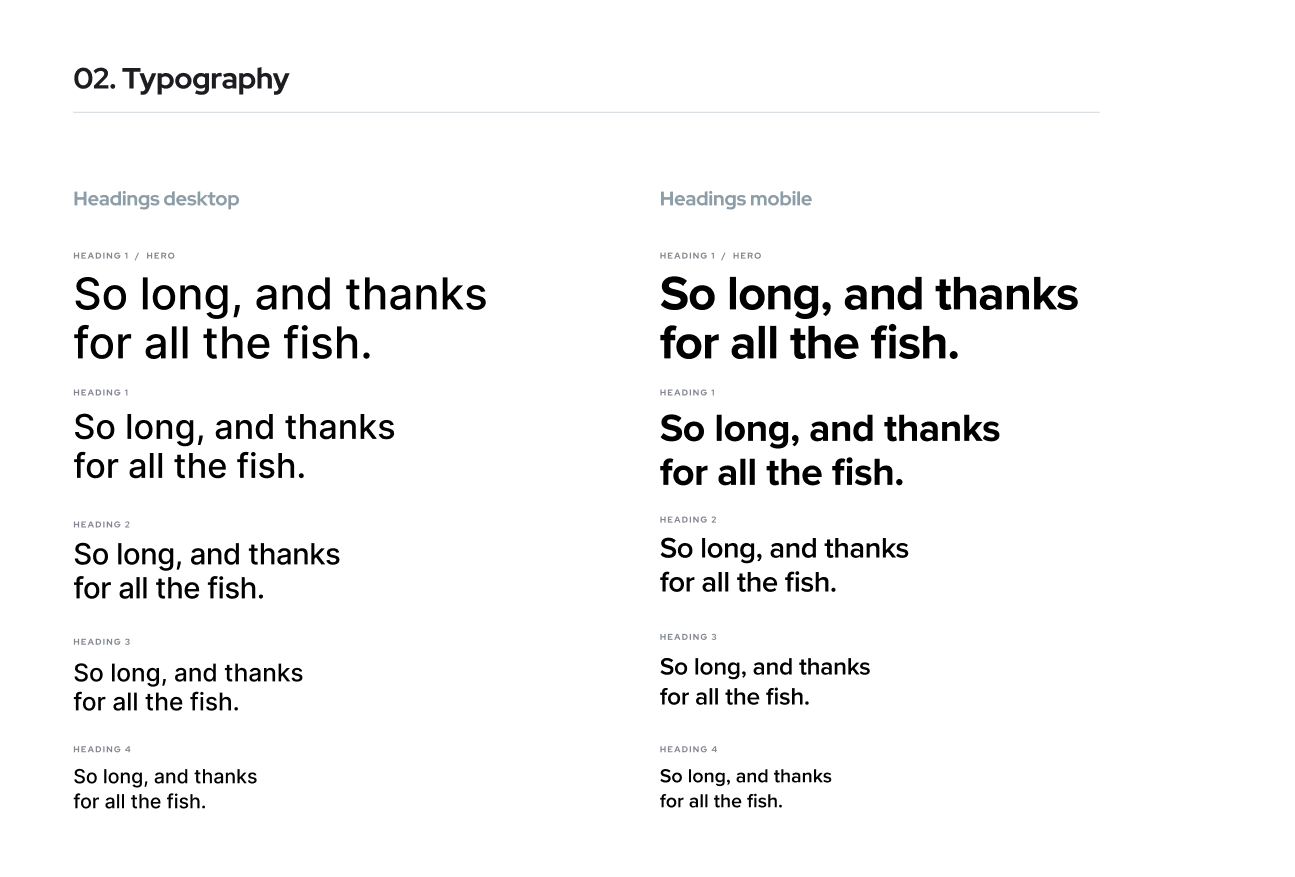 02. Typography
Headings desktop
HEADING 1 / HERO
So long, and thanks
for all the fish.
HEADING 1
So long, and thanks
for all the fish.
HEADING 2
So long, and thanks
for all the fish.
HEADING 3
So long, and thanks
for all the fish.
HEADING 4
So long, and thanks
for all the fish.
Headings mobile
HEADING 1 / HERO
So long, and thanks
for all the fish.
HEADING 1
So long, and thanks
for all the fish.
HEADING 2
So long, and thanks
for all the fish.
HEADING 3
So long, and thanks
for all the fish.
HEADING 4
So long, and thanks
for all the fish.